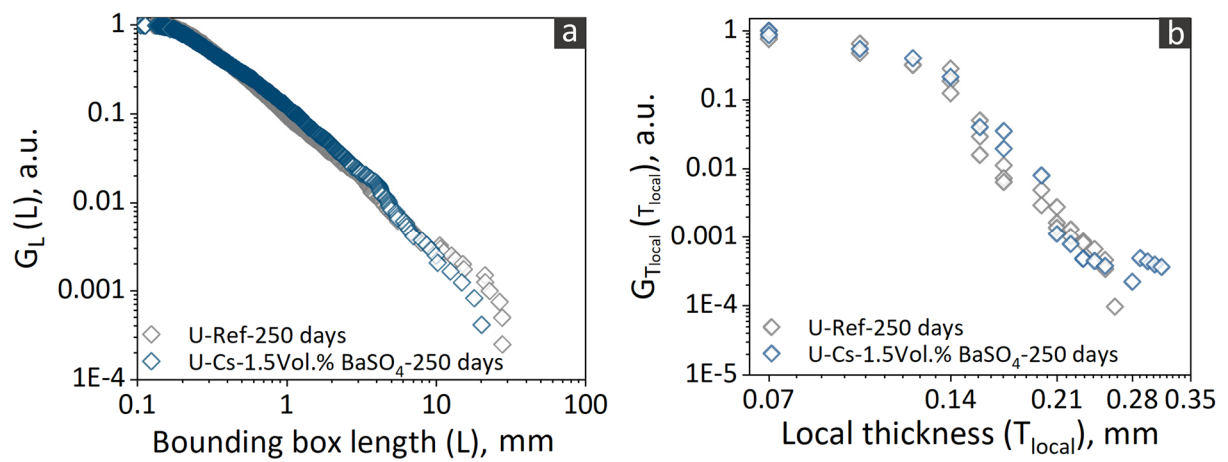 a
1
0.1
0.01
0.001
1E-4
G_L (L), a.u.
U-Ref-250 days
U-Cs-1.5Vol.% BaSO₄-250 days
0.1 1 10 100
Bounding box length (L), mm
b
1
0.1
0.01
0.001
1E-4
1E-5
G_T_local (T_local), a.u.
U-Ref-250 days
U-Cs-1.5Vol.% BaSO₄-250 days
0.07 0.14 0.21 0.28 0.35
Local thickness (T_local), mm